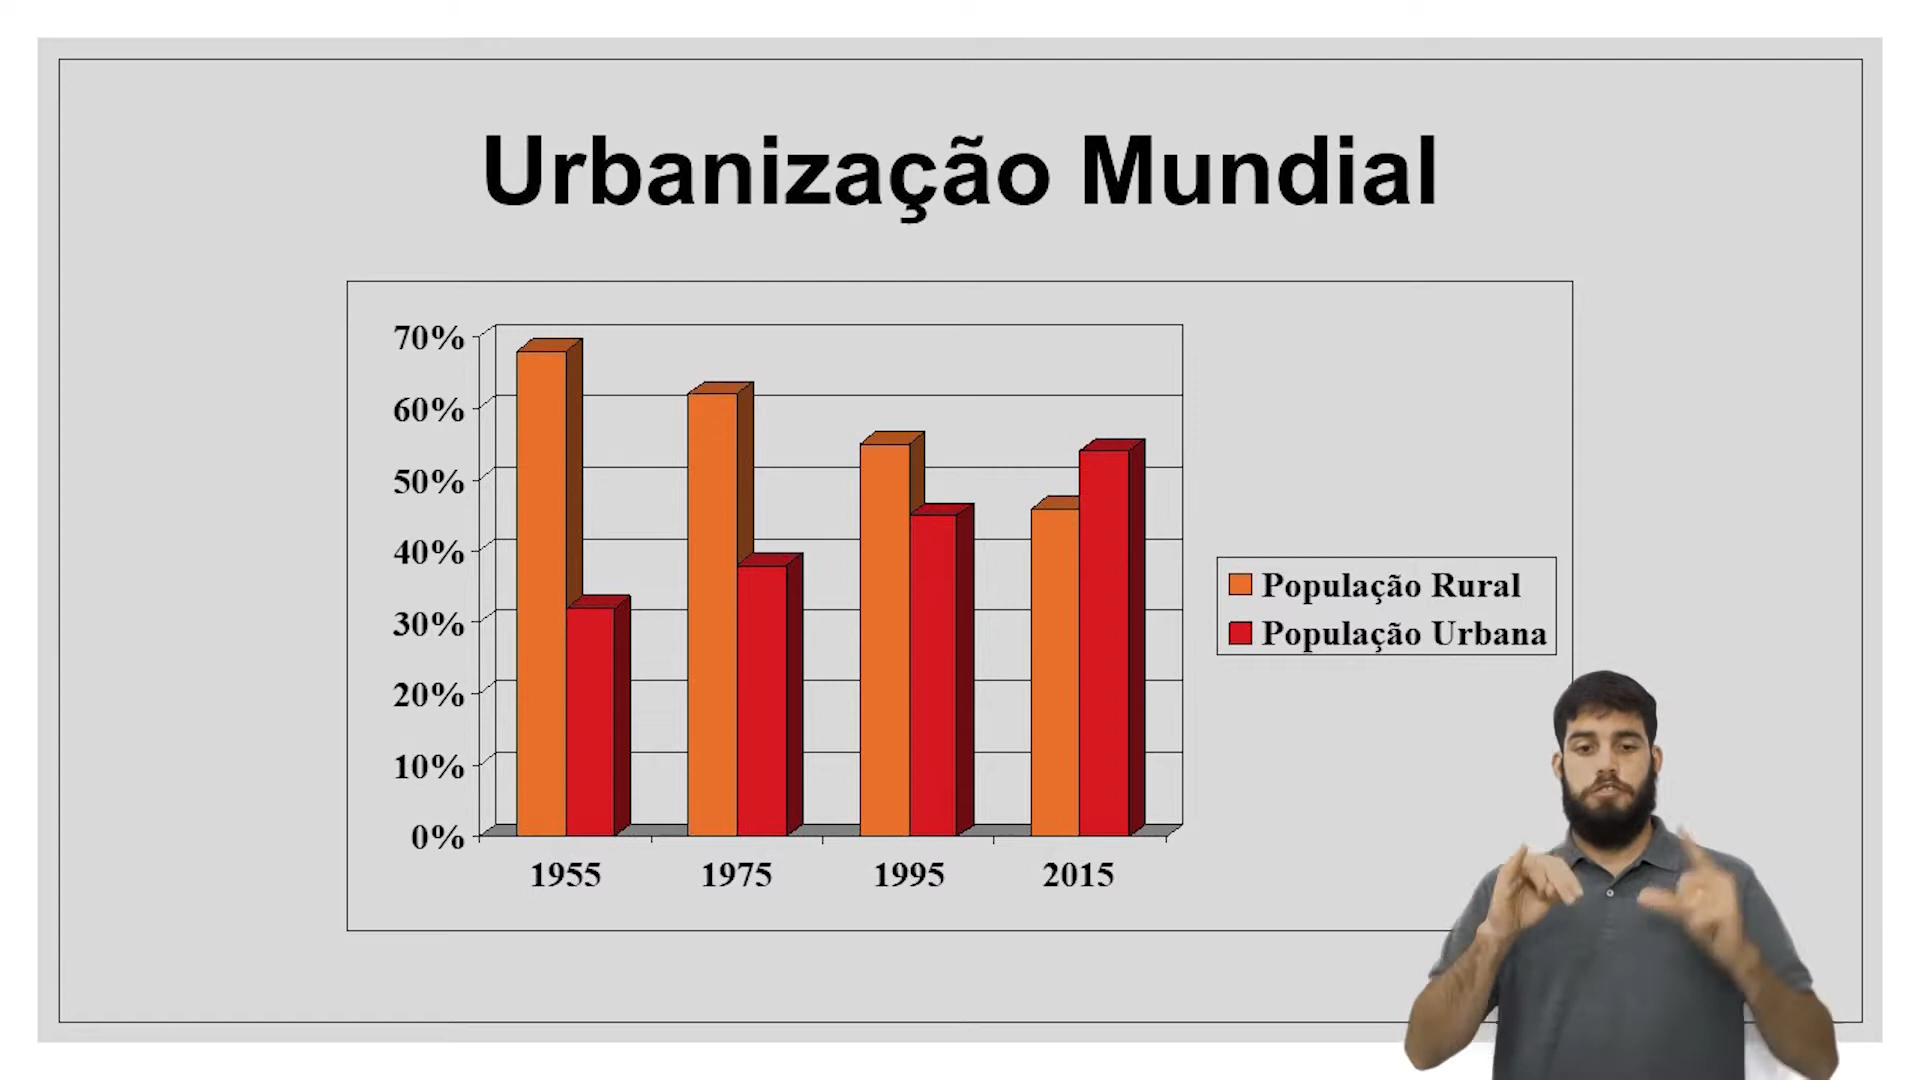 Urbanização Mundial
70%
60%
50%
40%
30%
20%
10%
0%
1955 1975 1995 2015
População Rural
População Urbana